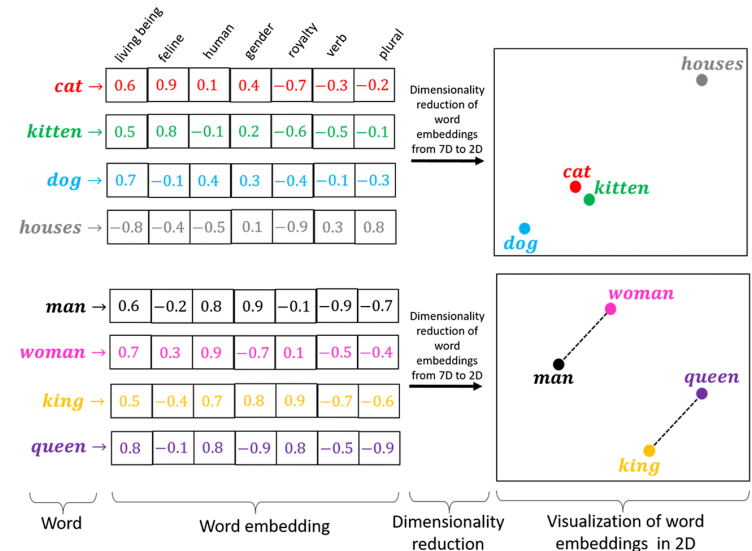 living being feline human gender royalty verb plural
cat → 0.6 0.9 0.1 0.4 −0.7 −0.3 −0.2
kitten → 0.5 0.8 −0.1 0.2 −0.6 −0.5 −0.1
dog → 0.7 −0.1 0.4 0.3 −0.4 −0.1 −0.3
houses → −0.8 −0.4 −0.5 0.1 −0.9 0.3 0.8
Dimensionality
reduction of
word
embeddings
from 7D to 2D
houses
cat
kitten
dog
man → 0.6 −0.2 0.8 0.9 −0.1 −0.9 −0.7
woman → 0.7 0.3 0.9 −0.7 0.1 −0.5 −0.4
king → 0.5 −0.4 0.7 0.8 0.9 −0.7 −0.6
queen → 0.8 −0.1 0.8 −0.9 0.8 −0.5 −0.9
Dimensionality
reduction of
word
embeddings
from 7D to 2D
woman
man
queen
king
Word
Word embedding
Dimensionality
reduction
Visualization of word
embeddings in 2D